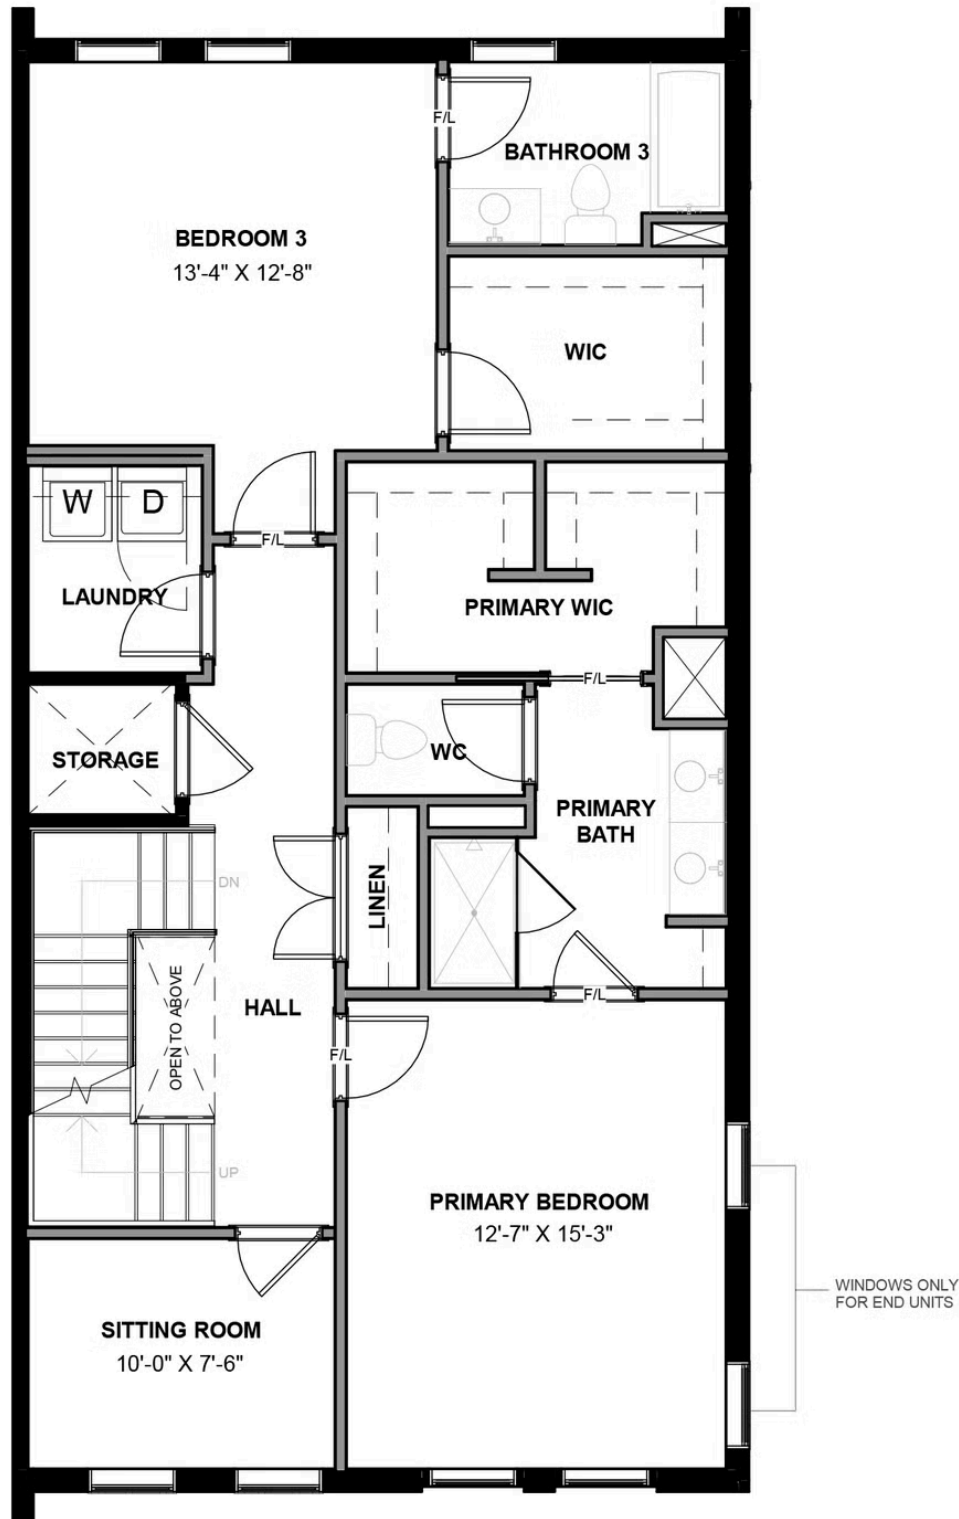 F/L
BATHROOM 3
BEDROOM 3
13'-4" X 12'-8"
WIC
W D
F/L
LAUNDRY
PRIMARY WIC
F/L
WC
STORAGE
PRIMARY
BATH
LINEN
DN
OPEN TO ABOVE
HALL
F/L
F/L
UP
PRIMARY BEDROOM
12'-7" X 15'-3"
WINDOWS ONLY
FOR END UNITS
SITTING ROOM
10'-0" X 7'-6"